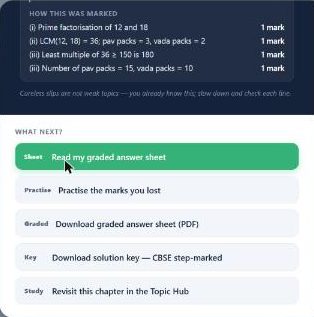 HOW THIS WAS MARKED
(i) Prime factorisation of 12 and 18 1 mark
(ii) LCM(12, 18) = 36; pav packs = 3, vada packs = 2 1 mark
(iii) Least multiple of 36 ≥ 150 is 180 1 mark
(iii) Number of pav packs = 15, vada packs = 10 1 mark
Careless slips are not weak topics — you already know this; slow down and check each line.
WHAT NEXT?
Sheet Read my graded answer sheet
Practise Practise the marks you lost
Graded Download graded answer sheet (PDF)
Key Download solution key — CBSE step-marked
Study Revisit this chapter in the Topic Hub